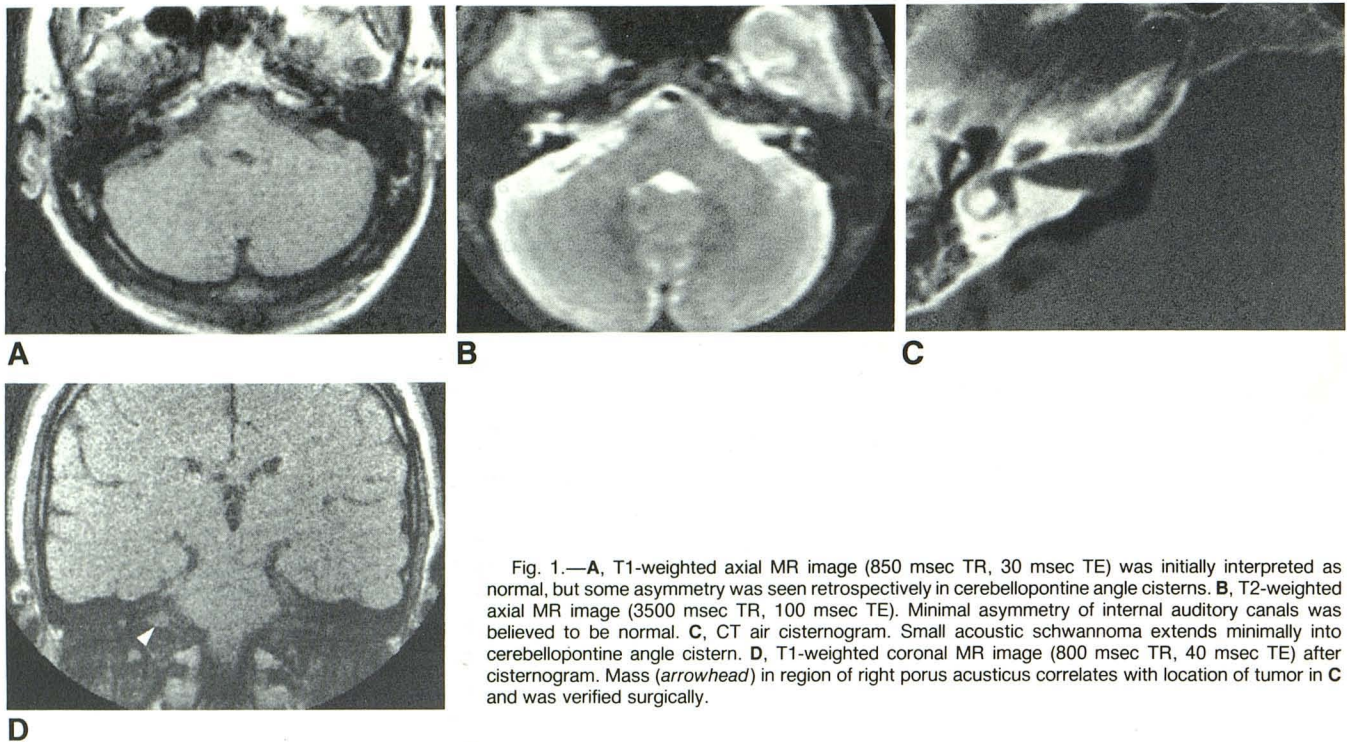 A
B
C
D
Fig. 1.—A, T1-weighted axial MR image (850 msec TR, 30 msec TE) was initially interpreted as
normal, but some asymmetry was seen retrospectively in cerebellopontine angle cisterns. B, T2-weighted
axial MR image (3500 msec TR, 100 msec TE). Minimal asymmetry of internal auditory canals was
believed to be normal. C, CT air cisternogram. Small acoustic schwannoma extends minimally into
cerebellopontine angle cistern. D, T1-weighted coronal MR image (800 msec TR, 40 msec TE) after
cisternogram. Mass (arrowhead) in region of right porus acusticus correlates with location of tumor in C
and was verified surgically.